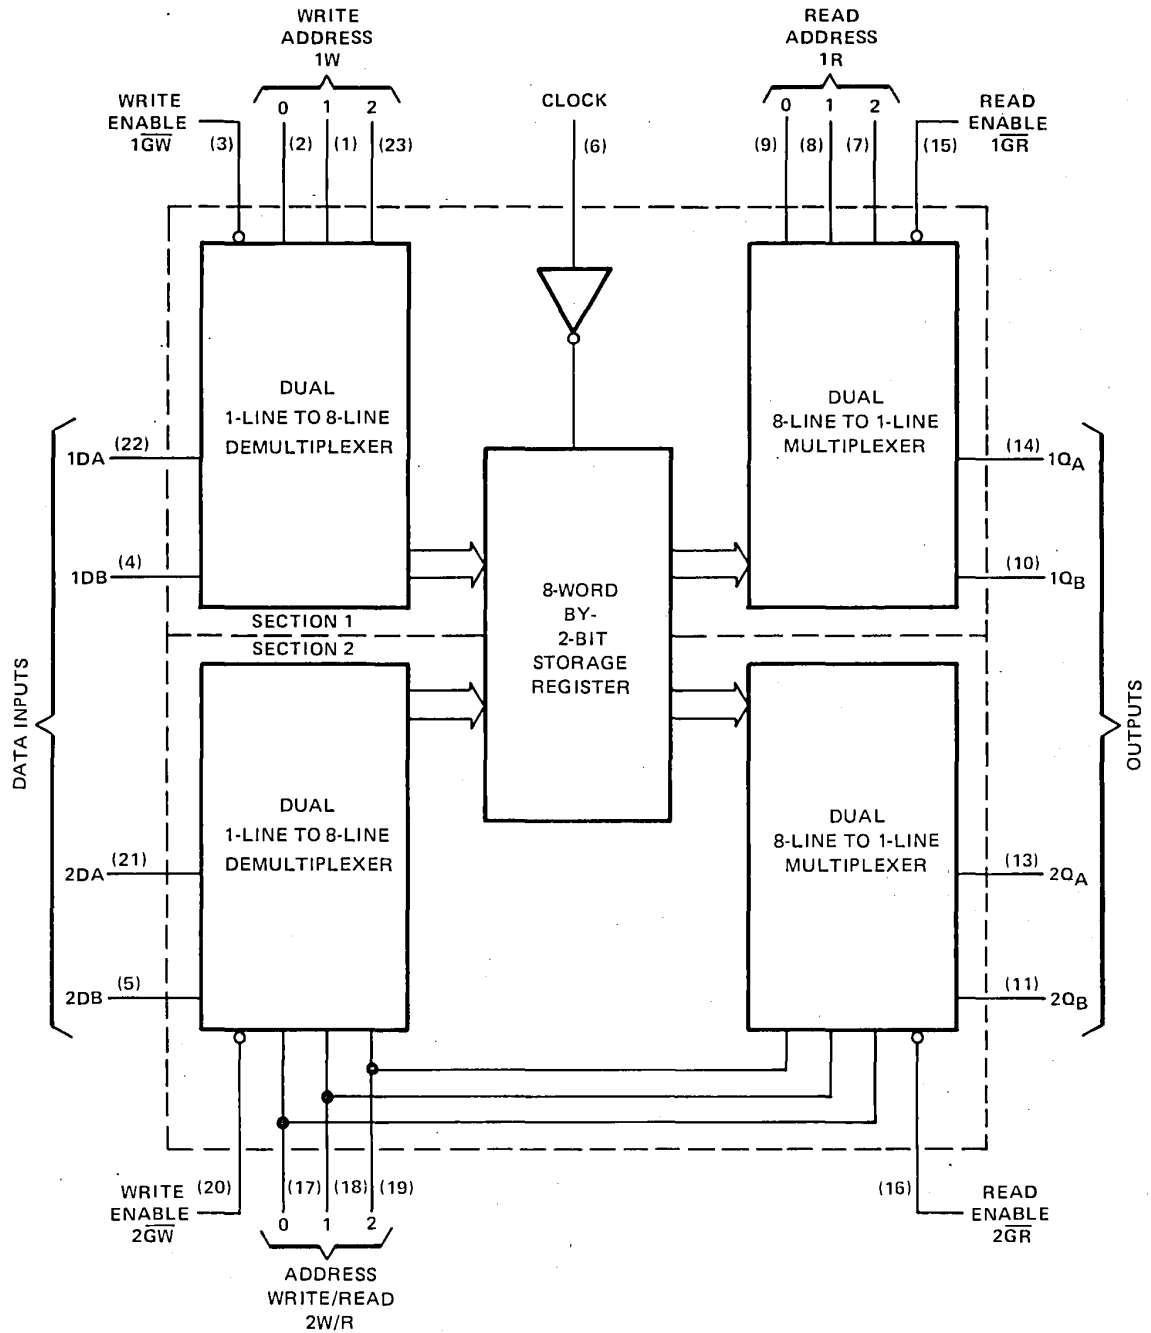 WRITE
ADDRESS
1W
READ
ADDRESS
1R
WRITE
ENABLE
1G̅W̅
0 1 2
CLOCK
0 1 2
READ
ENABLE
1G̅R̅
(3) (2) (1) (23)
(6)
(9) (8) (7) (15)
DUAL
1-LINE TO 8-LINE
DEMULTIPLEXER
DUAL
8-LINE TO 1-LINE
MULTIPLEXER
1DA (22)
(14) 1QA
1DB (4)
(10) 1QB
8-WORD
BY-
2-BIT
STORAGE
REGISTER
SECTION 1
SECTION 2
DATA INPUTS
OUTPUTS
DUAL
1-LINE TO 8-LINE
DEMULTIPLEXER
DUAL
8-LINE TO 1-LINE
MULTIPLEXER
2DA (21)
(13) 2QA
2DB (5)
(11) 2QB
WRITE
ENABLE
2G̅W̅
(20) (17) (18) (19)
(16)
READ
ENABLE
2G̅R̅
0 1 2
ADDRESS
WRITE/READ
2W/R